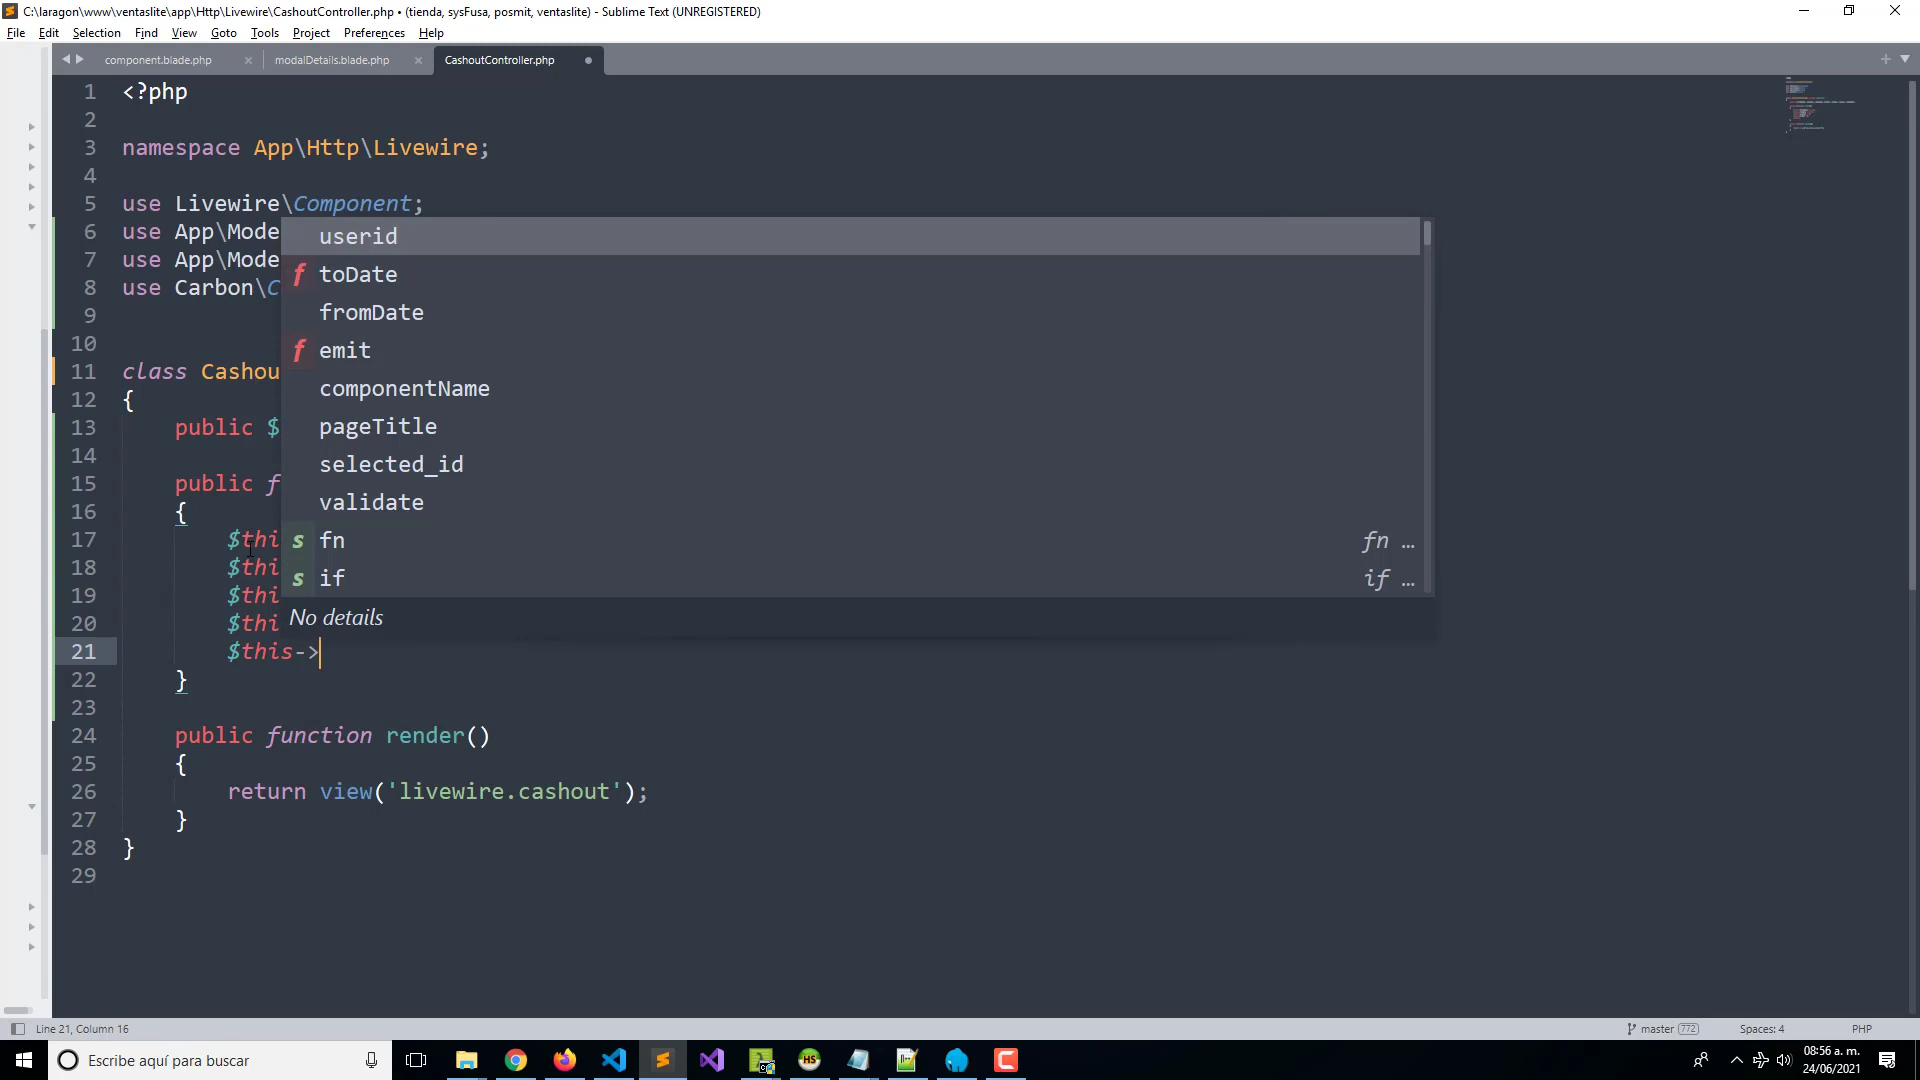 C:\laragon\www\ventaslite\app\Http\Livewire\CashoutController.php • (tienda, sysFusa, posmit, ventaslite) - Sublime Text (UNREGISTERED)
File Edit Selection Find View Goto Tools Project Preferences Help
component.blade.php modalDetails.blade.php CashoutController.php
1 <?php
2
3 namespace App\Http\Livewire;
4
5 use Livewire\Component;
6 use App\Mode
7 use App\Mode
8 use Carbon\C
9
10
11 class Cashou
12 {
13 public $
14
15 public f
16 {
17 $thi
18 $thi
19 $thi
20 $thi
21 $this->
22 }
23
24 public function render()
25 {
26 return view('livewire.cashout');
27 }
28 }
29
userid
f toDate
fromDate
f emit
componentName
pageTitle
selected_id
validate
s fn fn …
s if if …
No details
Line 21, Column 16 master 772 Spaces: 4 PHP
Escribe aquí para buscar
08:56 a. m.
24/06/2021